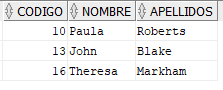 CODIGO NOMBRE APELLIDOS
10 Paula Roberts
13 John Blake
16 Theresa Markham